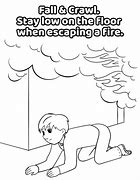 Fall & Crawl.
Stay low on the floor
when escaping a Fire.